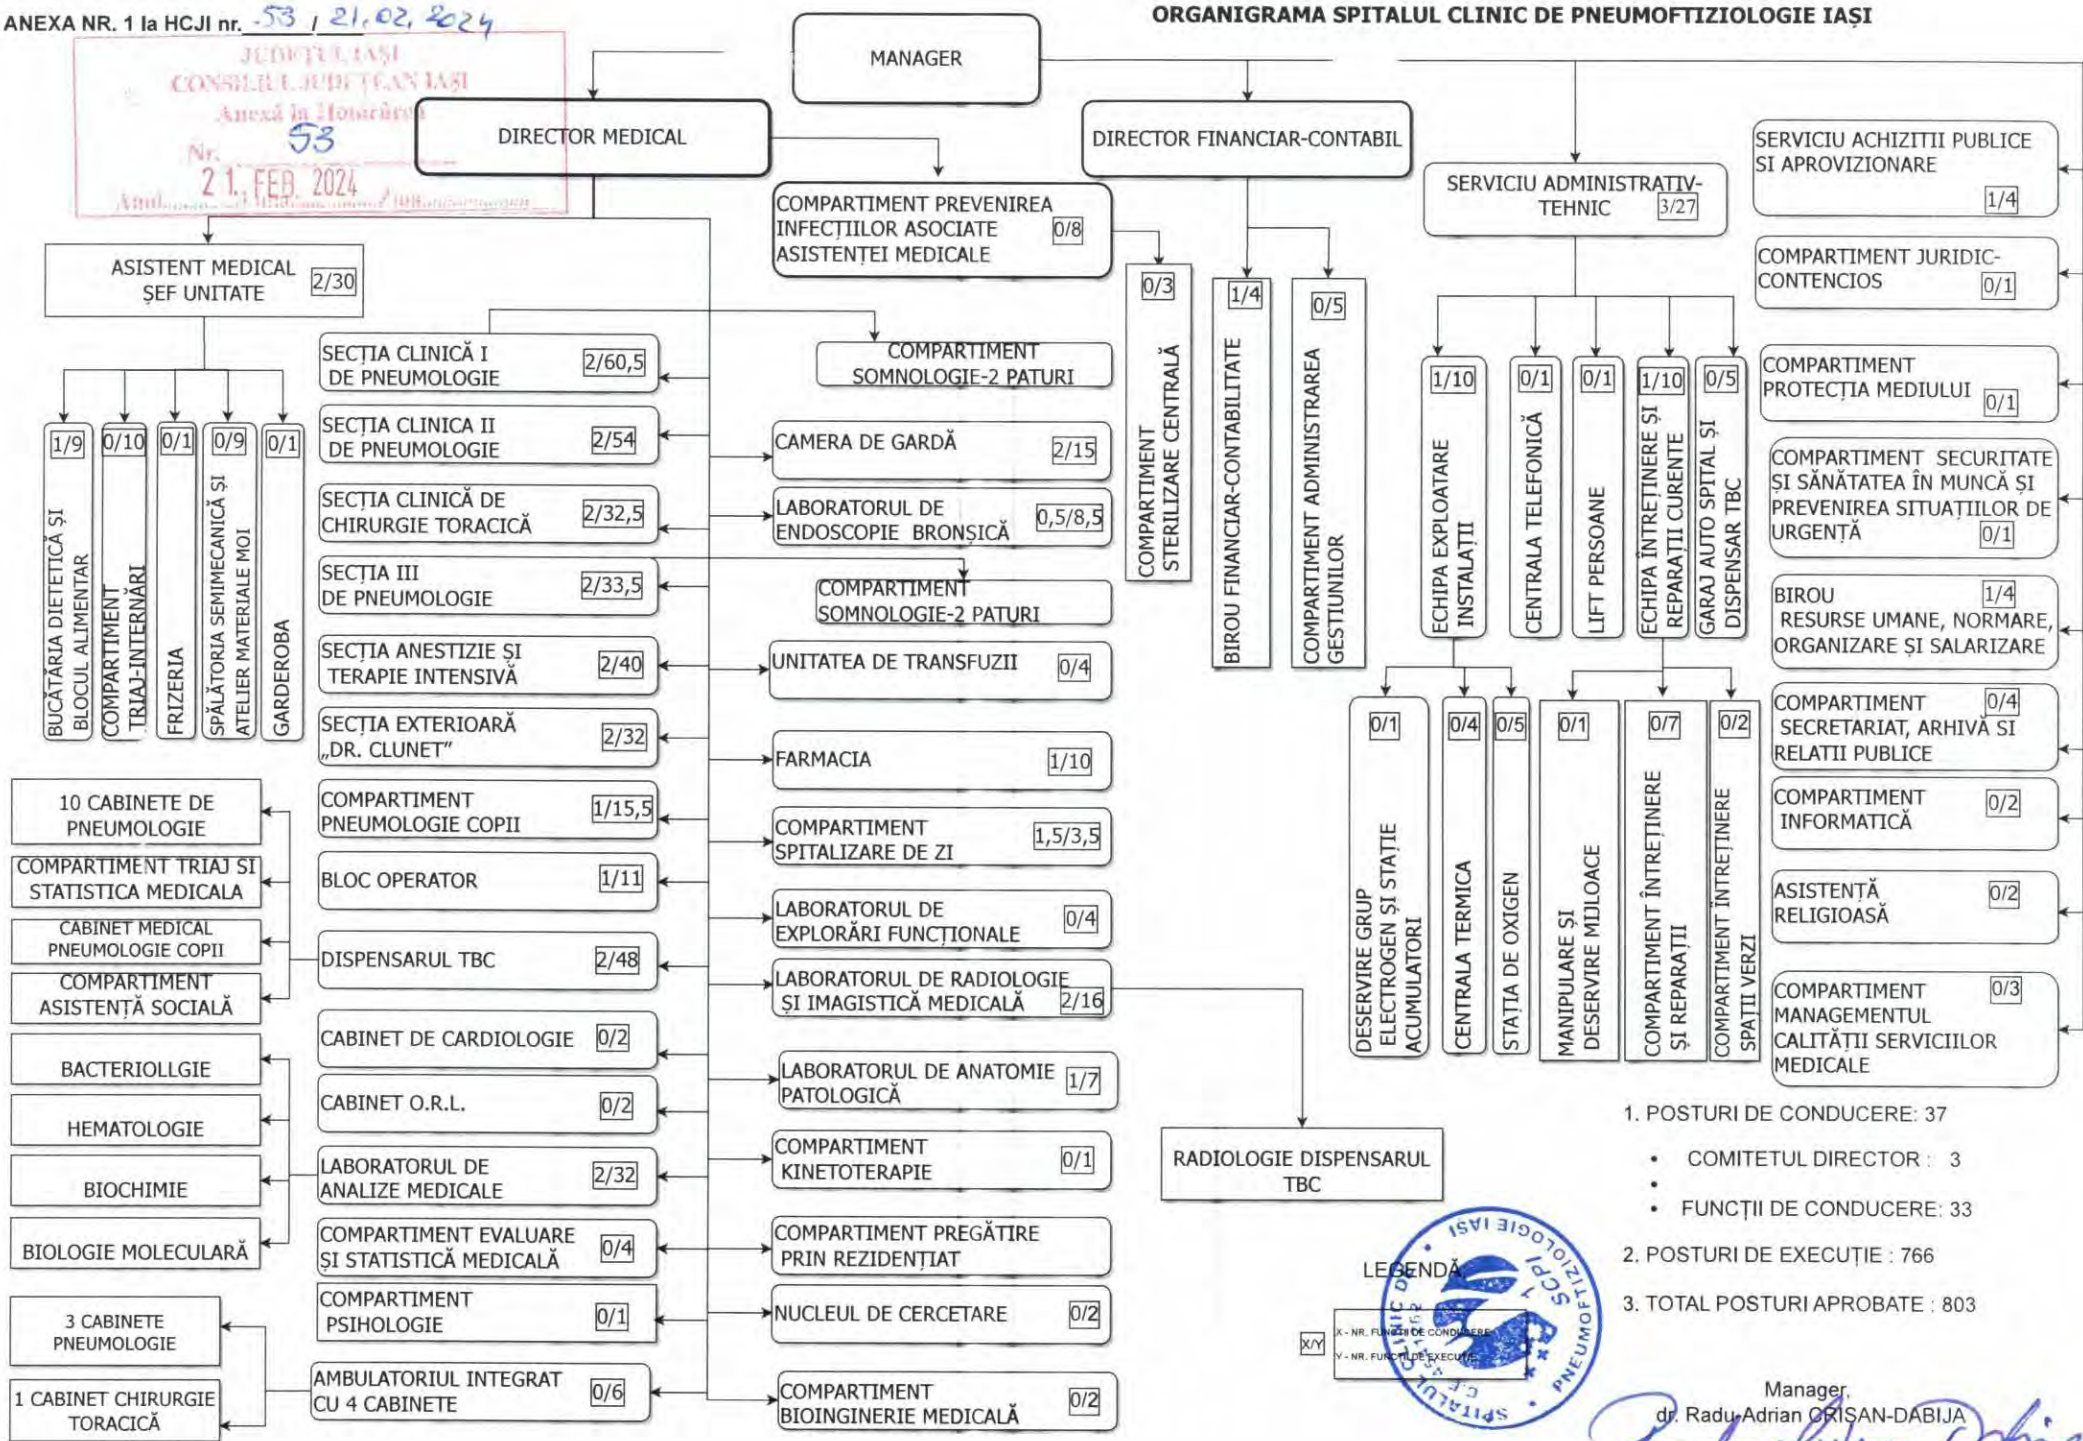 ANEXA NR. 1 la HCJI nr. 53 / 21.02.2024
ORGANIGRAMA SPITALUL CLINIC DE PNEUMOFTIZIOLOGIE IAȘI
JUDEȚUL IAȘI
CONSILIUL JUDEȚEAN IAȘI
Anexă la Hotărârea
Nr. 53
21. FEB. 2024
MANAGER
DIRECTOR MEDICAL
DIRECTOR FINANCIAR-CONTABIL
SERVICIU ADMINISTRATIV-
TEHNIC 3/27
COMPARTIMENT PREVENIREA
INFECȚIILOR ASOCIATE 0/8
ASISTENȚEI MEDICALE
ASISTENT MEDICAL
ȘEF UNITATE 2/30
1/9
BUCĂTĂRIA DIETETICĂ ȘI
BLOCUL ALIMENTAR
0/10
COMPARTIMENT
TRIAJ-INTERNĂRI
0/1
FRIZERIA
0/9
SPĂLĂTORIA SEMIMECANICĂ ȘI
ATELIER MATERIALE MOI
0/1
GARDEROBA
10 CABINETE DE
PNEUMOLOGIE
COMPARTIMENT TRIAJ SI
STATISTICA MEDICALA
CABINET MEDICAL
PNEUMOLOGIE COPII
COMPARTIMENT
ASISTENȚĂ SOCIALĂ
BACTERIOLLGIE
HEMATOLOGIE
BIOCHIMIE
BIOLOGIE MOLECULARĂ
3 CABINETE
PNEUMOLOGIE
1 CABINET CHIRURGIE
TORACICĂ
SECȚIA CLINICĂ I
DE PNEUMOLOGIE 2/60,5
SECȚIA CLINICA II
DE PNEUMOLOGIE 2/54
SECȚIA CLINICĂ DE
CHIRURGIE TORACICĂ 2/32,5
SECȚIA III
DE PNEUMOLOGIE 2/33,5
SECȚIA ANESTIZIE ȘI
TERAPIE INTENSIVĂ 2/40
SECȚIA EXTERIOARĂ
„DR. CLUNET” 2/32
COMPARTIMENT
PNEUMOLOGIE COPII 1/15,5
BLOC OPERATOR 1/11
DISPENSARUL TBC 2/48
CABINET DE CARDIOLOGIE 0/2
CABINET O.R.L. 0/2
LABORATORUL DE
ANALIZE MEDICALE 2/32
COMPARTIMENT EVALUARE
ȘI STATISTICĂ MEDICALĂ 0/4
COMPARTIMENT
PSIHOLOGIE 0/1
AMBULATORIUL INTEGRAT
CU 4 CABINETE 0/6
COMPARTIMENT
SOMNOLOGIE-2 PATURI
CAMERA DE GARDĂ 2/15
LABORATORUL DE
ENDOSCOPIE BRONȘICĂ 0,5/8,5
COMPARTIMENT
SOMNOLOGIE-2 PATURI
UNITATEA DE TRANSFUZII 0/4
FARMACIA 1/10
COMPARTIMENT
SPITALIZARE DE ZI 1,5/3,5
LABORATORUL DE
EXPLORĂRI FUNCȚIONALE 0/4
LABORATORUL DE RADIOLOGIE
ȘI IMAGISTICĂ MEDICALĂ 2/16
LABORATORUL DE ANATOMIE
PATOLOGICĂ 1/7
COMPARTIMENT
KINETOTERAPIE 0/1
COMPARTIMENT PREGĂTIRE
PRIN REZIDENȚIAT
NUCLEUL DE CERCETARE 0/2
COMPARTIMENT
BIOINGINERIE MEDICALĂ 0/2
0/3
COMPARTIMENT
STERILIZARE CENTRALĂ
1/4
BIROU FINANCIAR-CONTABILITATE
0/5
COMPARTIMENT ADMINISTRAREA
GESTIUNILOR
RADIOLOGIE DISPENSARUL
TBC
1/10
ECHIPA EXPLOATARE
INSTALAȚII
0/1
CENTRALA TELEFONICĂ
0/1
LIFT PERSOANE
1/10
ECHIPA ÎNTREȚINERE ȘI
REPARAȚII CURENTE
0/5
GARAJ AUTO SPITAL ȘI
DISPENSAR TBC
0/1
DESERVIRE GRUP
ELECTROGEN ȘI STAȚIE
ACUMULATORI
0/4
CENTRALA TERMICA
0/5
STAȚIA DE OXIGEN
0/1
MANIPULARE ȘI
DESERVIRE MIJLOACE
0/7
COMPARTIMENT ÎNTREȚINERE
ȘI REPARAȚII
0/2
COMPARTIMENT ÎNTREȚINERE
SPAȚII VERZI
SERVICIU ACHIZITII PUBLICE
SI APROVIZIONARE
1/4
COMPARTIMENT JURIDIC-
CONTENCIOS 0/1
COMPARTIMENT
PROTECȚIA MEDIULUI 0/1
COMPARTIMENT SECURITATE
ȘI SĂNĂTATEA ÎN MUNCĂ ȘI
PREVENIREA SITUAȚIILOR DE
URGENȚĂ 0/1
BIROU 1/4
RESURSE UMANE, NORMARE,
ORGANIZARE ȘI SALARIZARE
COMPARTIMENT 0/4
SECRETARIAT, ARHIVĂ SI
RELATII PUBLICE
COMPARTIMENT 0/2
INFORMATICĂ
ASISTENȚĂ 0/2
RELIGIOASĂ
COMPARTIMENT 0/3
MANAGEMENTUL
CALITĂȚII SERVICIILOR
MEDICALE
1. POSTURI DE CONDUCERE: 37
• COMITETUL DIRECTOR : 3
•
• FUNCȚII DE CONDUCERE: 33
2. POSTURI DE EXECUȚIE : 766
3. TOTAL POSTURI APROBATE : 803
LEGENDĂ
X/Y
X - NR. FUNCȚII DE CONDUCERE
Y - NR. FUNCȚII DE EXECUȚIE
SPITALUL CLINIC DE PNEUMOFTIZIOLOGIE IASI
SCPI
1
Manager,
dr. Radu-Adrian CRIȘAN-DABIJA